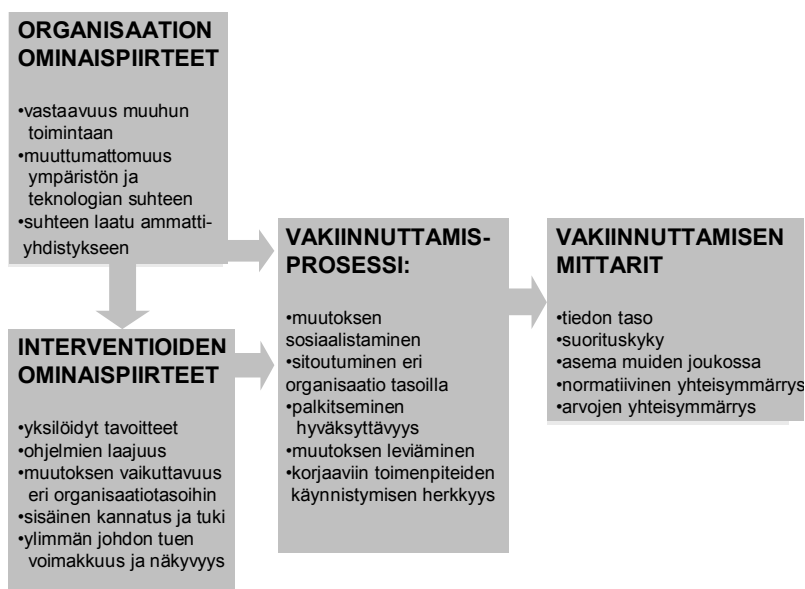 ORGANISAATION
OMINAISPIIRTEET
•vastaavuus muuhun
toimintaan
•muuttumattomuus
ympäristön ja
teknologian suhteen
•suhteen laatu ammatti-
yhdistykseen
INTERVENTIOIDEN
OMINAISPIIRTEET
•yksilöidyt tavoitteet
•ohjelmien laajuus
•muutoksen vaikuttavuus
eri organisaatiotasoihin
•sisäinen kannatus ja tuki
•ylimmän johdon tuen
voimakkuus ja näkyvyys
VAKIINNUTTAMIS-
PROSESSI:
•muutoksen
sosiaalistaminen
•sitoutuminen eri
organisaatio tasoilla
•palkitseminen
hyväksyttävyys
•muutoksen leviäminen
•korjaaviin toimenpiteiden
käynnistymisen herkkyys
VAKIINNUTTAMISEN
MITTARIT
•tiedon taso
•suorituskyky
•asema muiden joukossa
•normatiivinen yhteisymmärrys
•arvojen yhteisymmärrys